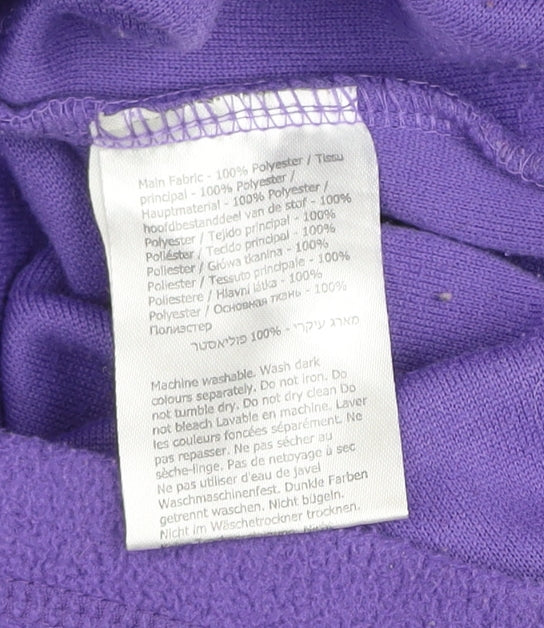 Main Fabric - 100% Polyester / Tissu
principal - 100% Polyester /
Hauptmaterial - 100% Polyester /
hoofdbestanddeel van de stof - 100%
Polyester / Tejido principal - 100%
Poliéster / Teddo principal - 100%
Poliester / Główa tkanina - 100%
Poliester / Tessuto principale - 100%
Poliestere / Hlavní látka - 100%
Polyester / Основная ткань - 100%
Полиэстер
מארג עיקרי - 100% פוליאסטר
Machine washable. Wash dark
colours separately. Do not iron. Do
not tumble dry. Do not dry clean Do
not bleach Lavable en machine. Laver
les couleurs foncées séparément. Ne
pas repasser. Ne pas sécher au
sèche-linge. Pas de netoyage à sec
Ne pas utiliser d'eau de javel
Waschmaschinenfest. Dunkle Farben
getrennt waschen. Nicht bügeln.
Nicht im Wäschetrockner trocknen.